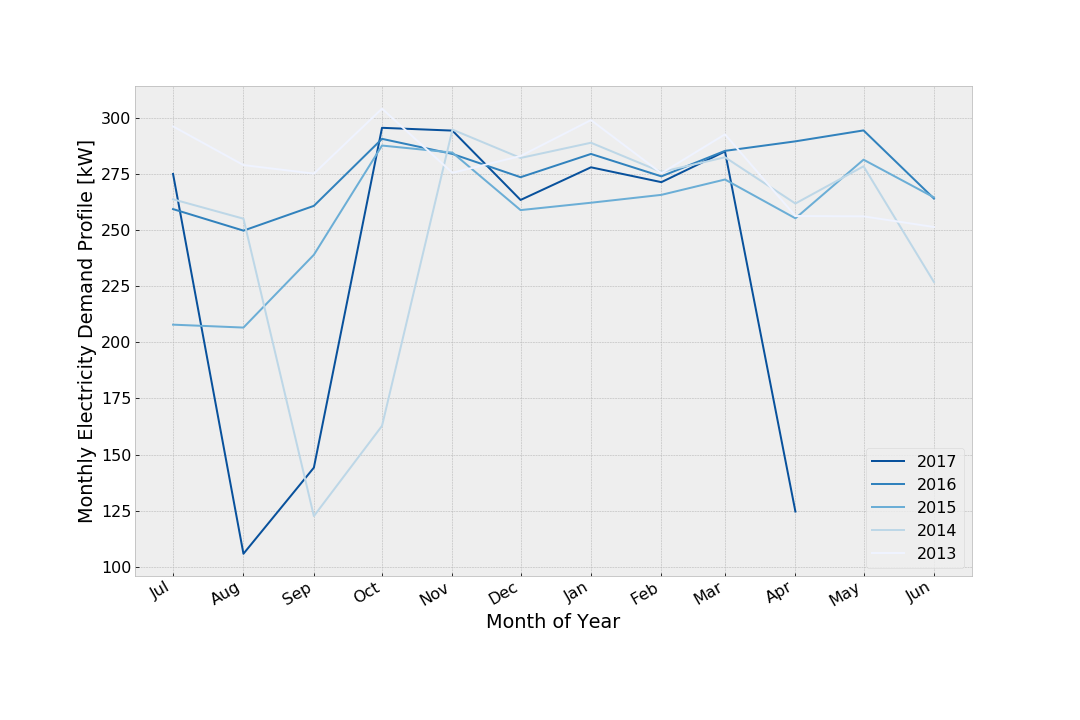 Monthly Electricity Demand Profile [kW]
300
275
250
225
200
175
150
125
100
Jul
Aug
Sep
Oct
Nov
Dec
Jan
Feb
Mar
Apr
May
Jun
Month of Year
2017
2016
2015
2014
2013